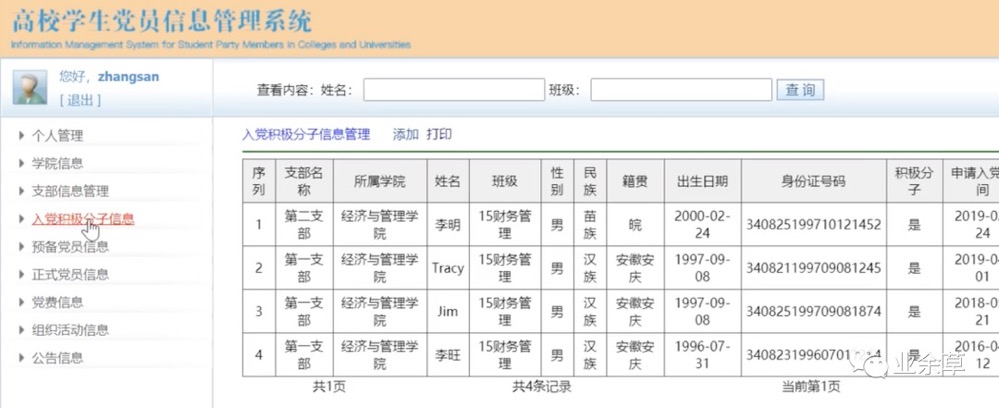 高校学生党员信息管理系统
Information Management System for Student Party Members in Colleges and Universities
您好，zhangsan
[ 退出 ]
个人管理
学院信息
支部信息管理
入党积极分子信息
预备党员信息
正式党员信息
党费信息
组织活动信息
公告信息
查看内容：姓名： 班级： 查 询
入党积极分子信息管理 添加 打印
序列 支部名称 所属学院 姓名 班级 性别 民族 籍贯 出生日期 身份证号码 积极分子 申请入党 间
1 第二支部 经济与管理学院 李明 15财务管理 男 苗族 皖 2000-02-24 340825199710121452 是 2019-0 24
2 第一支部 经济与管理学院 Tracy 15财务管理 男 汉族 安徽安庆 1997-09-08 340821199709081245 是 2019-0 01
3 第一支部 经济与管理学院 Jim 15财务管理 男 汉族 安徽安庆 1997-09-08 340825199709081874 是 2018-0 21
4 第一支部 经济与管理学院 李旺 15财务管理 男 汉族 安徽安庆 1996-07-31 是 2016-0 12
共1页 共4条记录 当前第1页
业余草